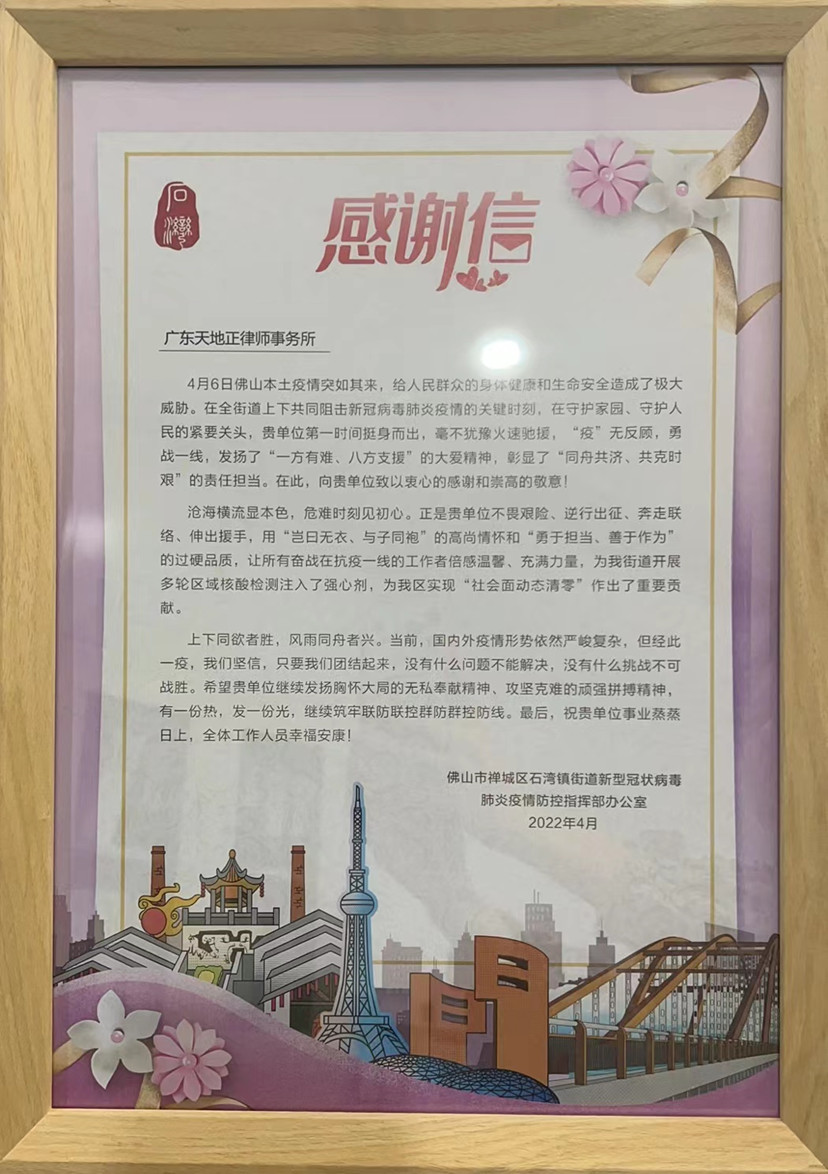 石
灣
感谢信
广东天地正律师事务所
4月6日佛山本土疫情突如其来，给人民群众的身体健康和生命安全造成了极大
威胁。在全街道上下共同阻击新冠病毒肺炎疫情的关键时刻，在守护家园、守护人
民的紧要关头，贵单位第一时间挺身而出，毫不犹豫火速驰援，“疫”无反顾，勇
战一线，发扬了“一方有难、八方支援”的大爱精神，彰显了“同舟共济、共克时
艰”的责任担当。在此，向贵单位致以衷心的感谢和崇高的敬意！
沧海横流显本色，危难时刻见初心。正是贵单位不畏艰险、逆行出征、奔走联
络、伸出援手，用“岂曰无衣、与子同袍”的高尚情怀和“勇于担当、善于作为”
的过硬品质，让所有奋战在抗疫一线的工作者倍感温馨、充满力量，为我街道开展
多轮区域核酸检测注入了强心剂，为我区实现“社会面动态清零”作出了重要贡
献。
上下同欲者胜，风雨同舟者兴。当前，国内外疫情形势依然严峻复杂，但经此
一疫，我们坚信，只要我们团结起来，没有什么问题不能解决，没有什么挑战不可
战胜。希望贵单位继续发扬胸怀大局的无私奉献精神、攻坚克难的顽强拼搏精神，
有一份热，发一份光，继续筑牢联防联控群防群控防线。最后，祝贵单位事业蒸蒸
日上，全体工作人员幸福安康！
佛山市禅城区石湾镇街道新型冠状病毒
肺炎疫情防控指挥部办公室
2022年4月